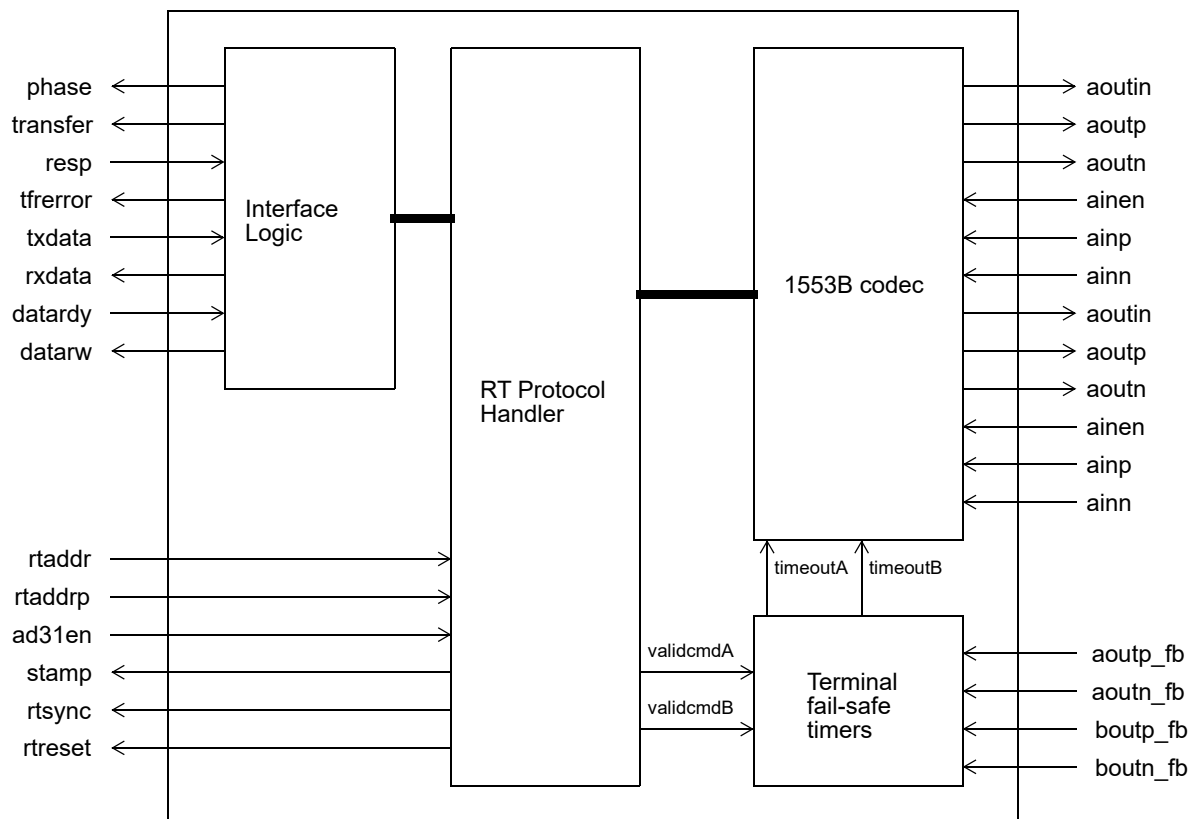 phase
transfer
resp
tfrerror
txdata
rxdata
datardy
datarw
Interface
Logic
RT Protocol
Handler
1553B codec
aoutin
aoutp
aoutn
ainen
ainp
ainn
aoutin
aoutp
aoutn
ainen
ainp
ainn
rtaddr
rtaddrp
ad31en
stamp
rtsync
rtreset
timeoutA
timeoutB
validcmdA
validcmdB
Terminal
fail-safe
timers
aoutp_fb
aoutn_fb
boutp_fb
boutn_fb